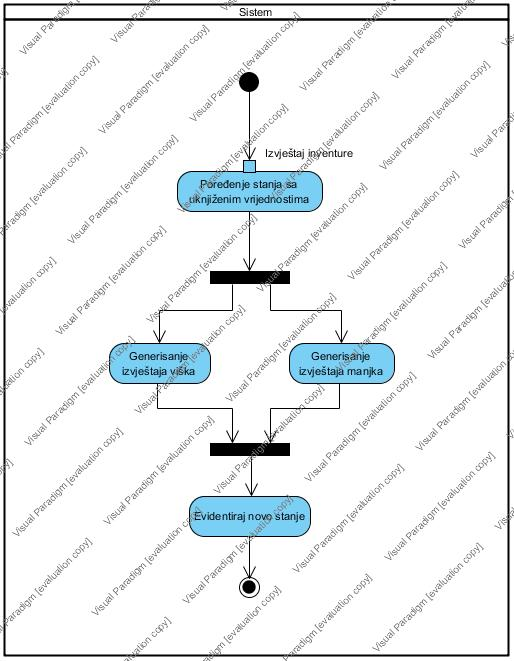 Sistem
Izvještaj inventure
Poređenje stanja sa
uknjiženim vrijednostima
Generisanje
izvještaja viška
Generisanje
izvještaja manjka
Evidentiraj novo stanje
Visual Paradigm [evaluation copy]